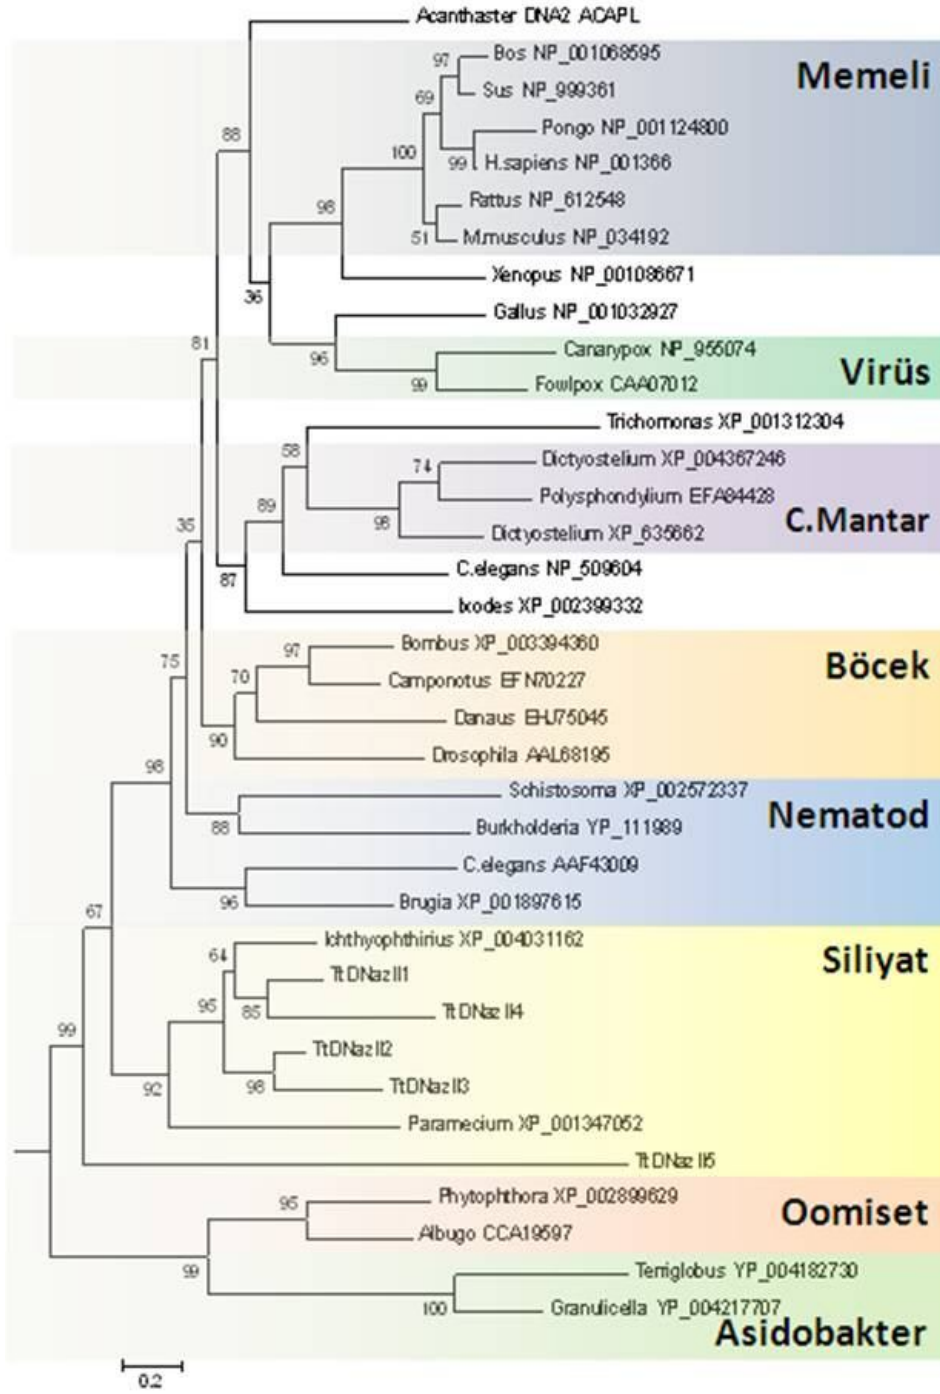 Acanthaster DNA2 ACAPL
97
Bos NP_001068595
Memeli
Sus NP_999361
69
Pongo NP_001124800
88
100
99
H.sapiens NP_001366
Rattus NP_612548
98
51
M.musculus NP_034192
Xenopus NP_001086671
36
Gallus NP_001032927
81
96
Canarypox NP_955074
Virüs
99
Fowlpox CAA07012
Trichomonas XP_001312304
58
Dictyostelium XP_004367246
74
Polysphondylium EFA84428
89
C.Mantar
35
98
Dictyostelium XP_635662
C.elegans NP_509604
87
Ixodes XP_002399332
97
Bombus XP_003394360
75
70
Böcek
Camponotus EFN70227
Danaus EHJ75045
90
Drosophila AAL68195
98
Schistosoma XP_002572337
Nematod
88
Burkholderia YP_111989
C.elegans AAF43009
67
96
Brugia XP_001897615
Ichthyophthirius XP_004031162
64
Siliyat
TtDNazII1
95
85
TtDNazII4
99
TtDNazII2
92
98
TtDNazII3
Paramecium XP_001347052
TtDNazII5
95
Phytophthora XP_002899629
Oomiset
Albugo CCA19597
99
Terriglobus YP_004182730
100
Granulicella YP_004217707
Asidobakter
0.2